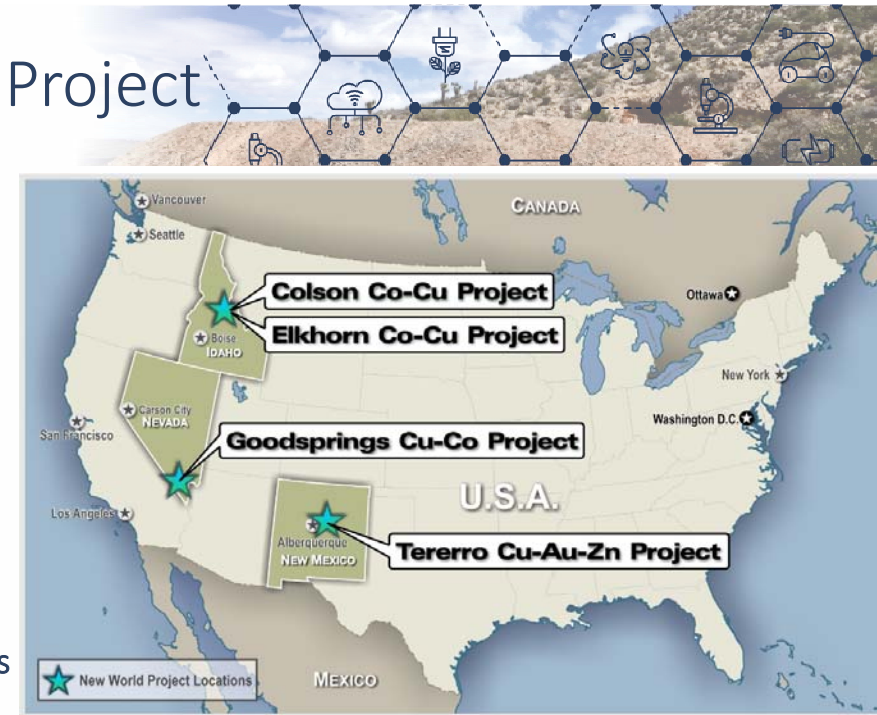 Project
Vancouver
CANADA
Seattle
Colson Co-Cu Project
Ottawa
Elkhorn Co-Cu Project
Boise
IDAHO
New York
Carson City
NEVADA
Washington D.C.
San Francisco
Goodsprings Cu-Co Project
U.S.A.
Los Angeles
Alberquerque
NEW MEXICO
Tererro Cu-Au-Zn Project
s
New World Project Locations
MEXICO